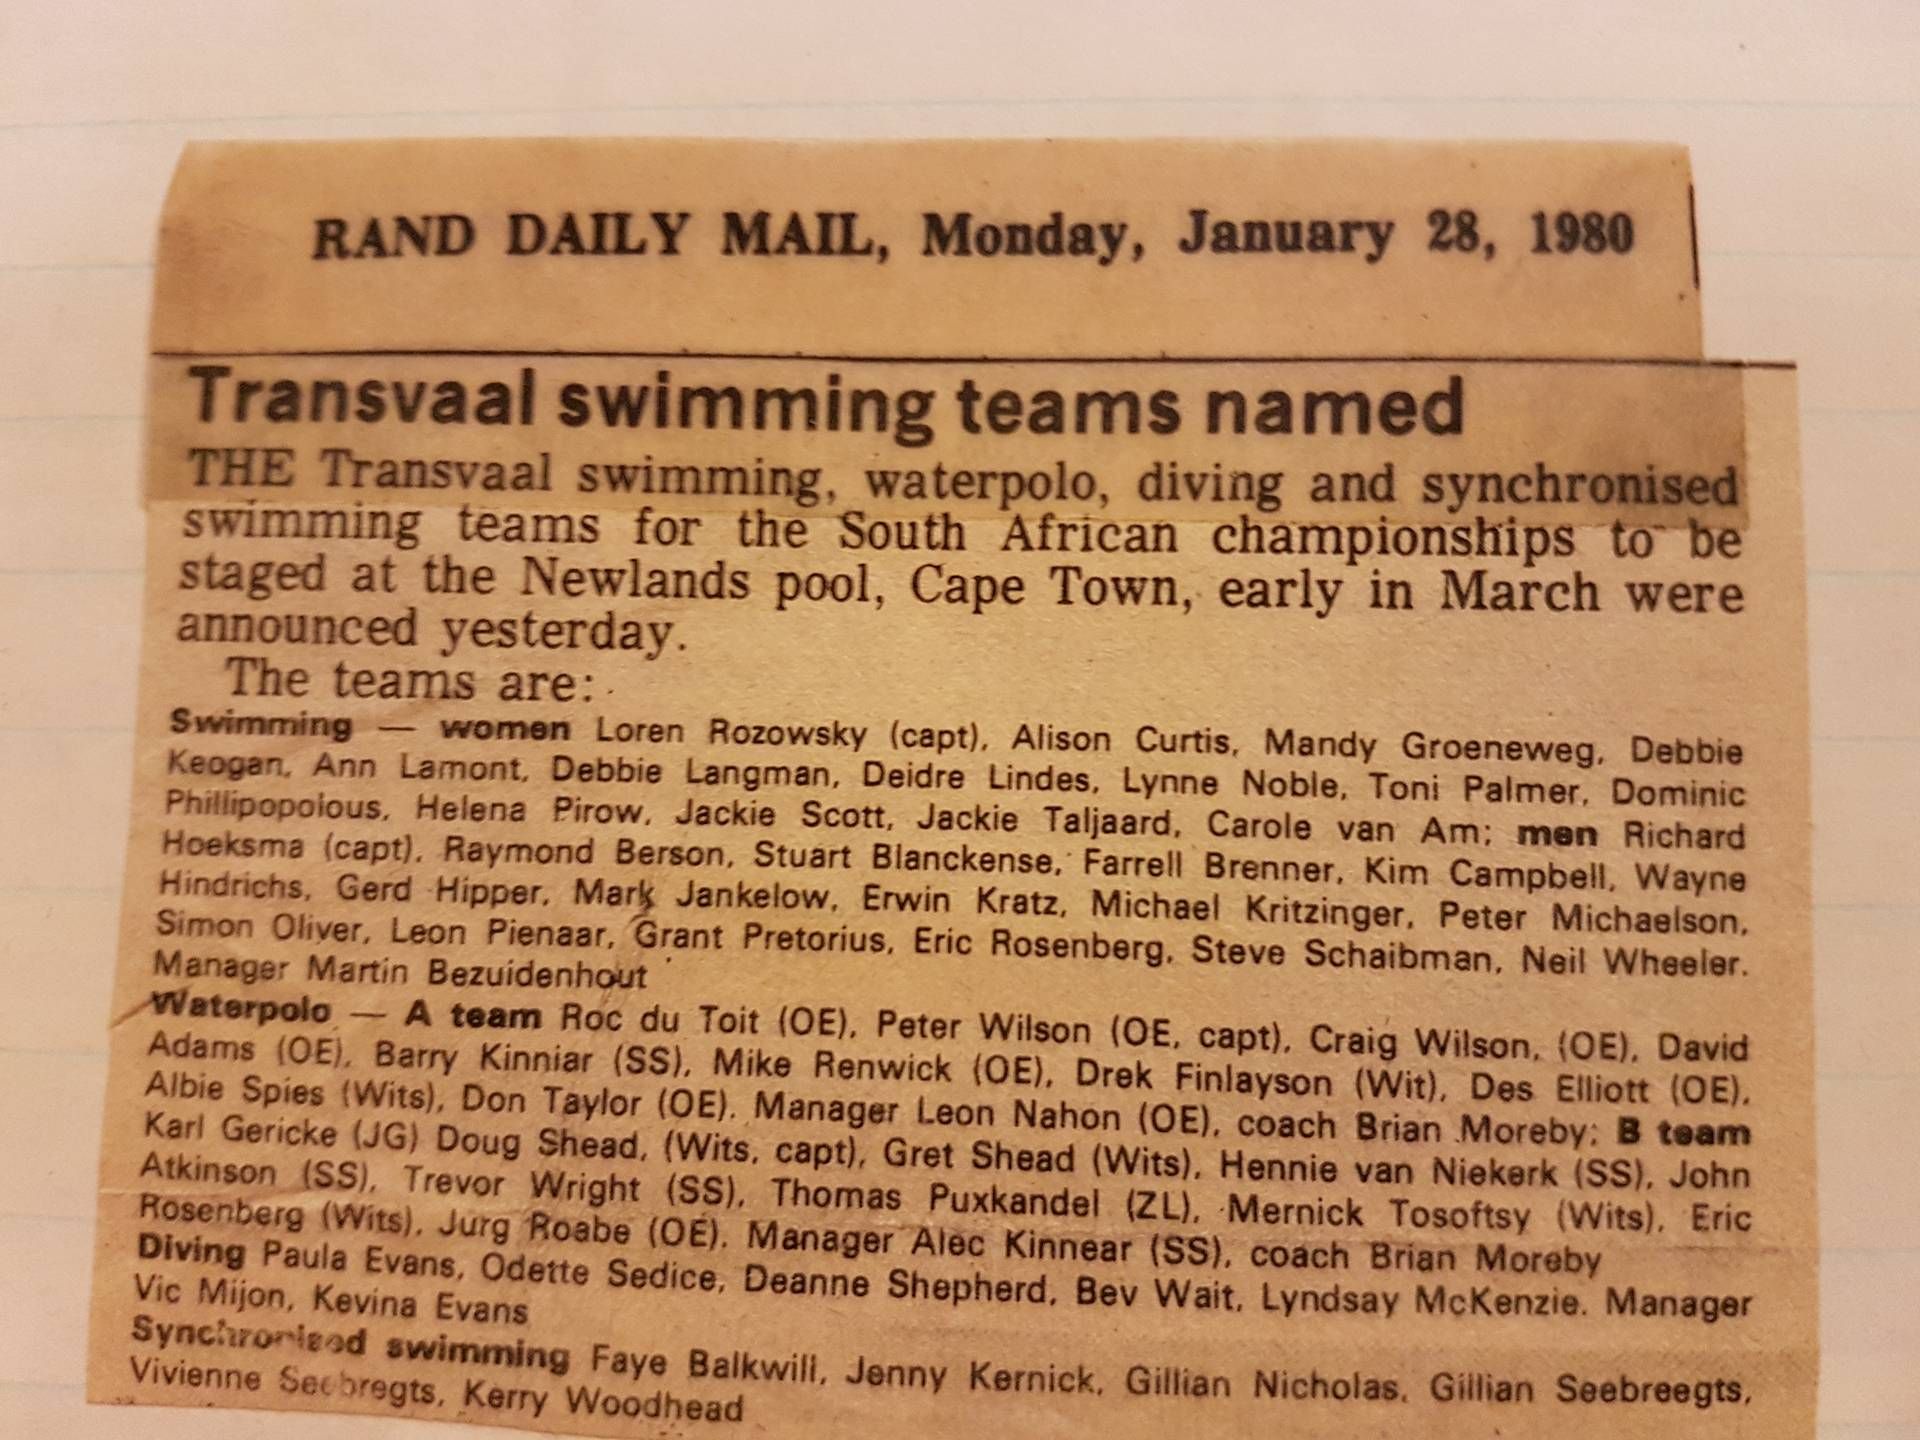 RAND DAILY MAIL, Monday, January 28, 1980
Transvaal swimming teams named
THE Transvaal swimming, waterpolo, diving and synchronised
swimming teams for the South African championships to be
staged at the Newlands pool, Cape Town, early in March were
announced yesterday.
The teams are:
Swimming — women Loren Rozowsky (capt), Alison Curtis, Mandy Groeneweg, Debbie
Keogan, Ann Lamont, Debbie Langman, Deidre Lindes, Lynne Noble, Toni Palmer, Dominic
Phillipopolous, Helena Pirow, Jackie Scott, Jackie Taljaard, Carole van Am; men Richard
Hoeksma (capt), Raymond Berson, Stuart Blanckense, Farrell Brenner, Kim Campbell, Wayne
Hindrichs, Gerd Hipper, Mark Jankelow, Erwin Kratz, Michael Kritzinger, Peter Michaelson,
Simon Oliver, Leon Pienaar, Grant Pretorius, Eric Rosenberg, Steve Schaibman, Neil Wheeler.
Manager Martin Bezuidenhout
Waterpolo — A team Roc du Toit (OE), Peter Wilson (OE, capt), Craig Wilson, (OE), David
Adams (OE), Barry Kinniar (SS), Mike Renwick (OE), Drek Finlayson (Wit), Des Elliott (OE),
Albie Spies (Wits), Don Taylor (OE). Manager Leon Nahon (OE), coach Brian Moreby; B team
Karl Gericke (JG) Doug Shead, (Wits, capt), Gret Shead (Wits), Hennie van Niekerk (SS), John
Atkinson (SS), Trevor Wright (SS), Thomas Puxkandel (ZL), Mernick Tosoftsy (Wits), Eric
Rosenberg (Wits), Jurg Roabe (OE). Manager Alec Kinnear (SS), coach Brian Moreby
Diving Paula Evans, Odette Sedice, Deanne Shepherd, Bev Wait, Lyndsay McKenzie. Manager
Vic Mijon, Kevina Evans
Synchronised swimming Faye Balkwill, Jenny Kernick, Gillian Nicholas, Gillian Seebreegts,
Vivienne Seebregts, Kerry Woodhead